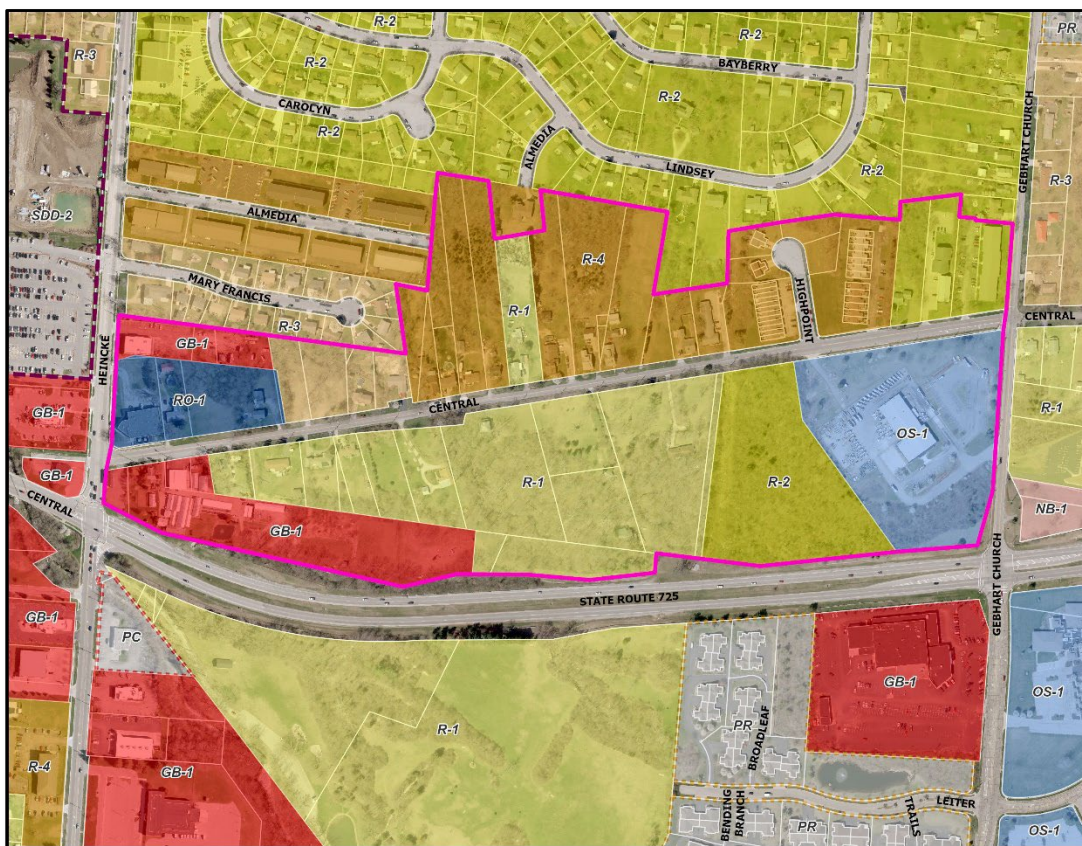 R-2
PR
R-3
R-2
R-2
BAYBERRY
R-2
CAROLYN
R-2
ALMEDIA
LINDSEY
R-2
GEBHART CHURCH
R-3
SDD-2
ALMEDIA
R-4
MARY FRANCIS
HIGHPOINT
R-1
R-3
CENTRAL
HEINCKE
GB-1
RO-1
CENTRAL
GB-1
R-1
OS-1
GB-1
R-1
R-2
CENTRAL
GB-1
NB-1
GEBHART CHURCH
STATE ROUTE 725
GB-1
PC
GB-1
OS-1
R-1
PR
BROADLEAF
R-4
GB-1
BENDING
BRANCH
PR
TRAILS
LEITER
OS-1